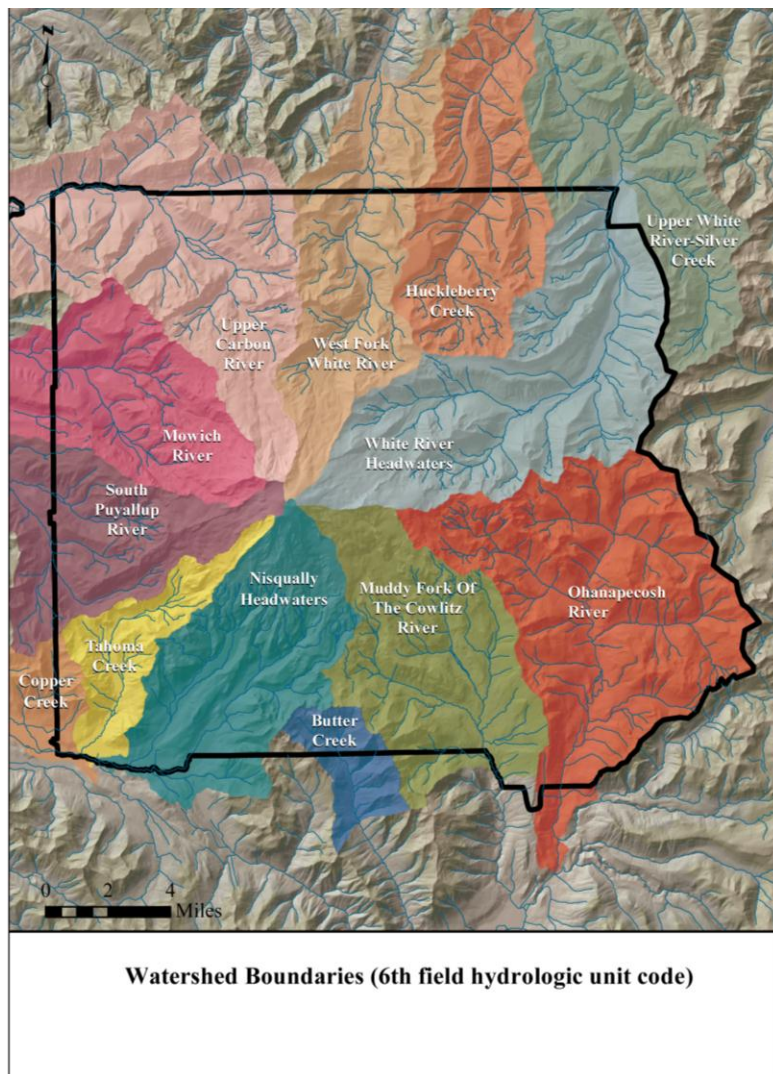 N
Upper White
River-Silver
Creek
Huckleberry
Creek
Upper
Carbon
River
West Fork
White River
Mowich
River
White River
Headwaters
South
Puyallup
River
Nisqually
Headwaters
Muddy Fork Of
The Cowlitz
River
Ohanapecosh
River
Tahoma
Creek
Copper
Creek
Butter
Creek
0 2 4
Miles
Watershed Boundaries (6th field hydrologic unit code)